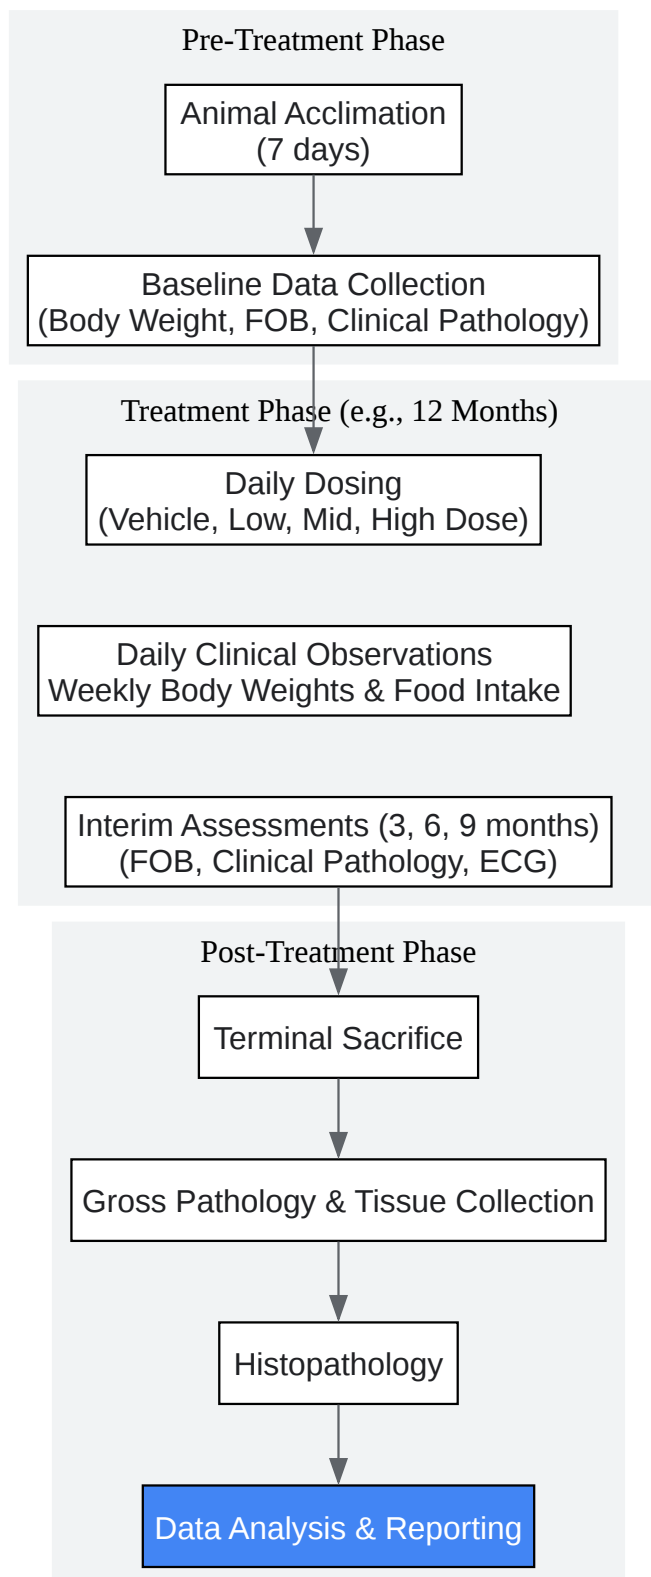 Pre-Treatment Phase
Animal Acclimation
(7 days)
Baseline Data Collection
(Body Weight, FOB, Clinical Pathology)
Treatment Phase (e.g., 12 Months)
Daily Dosing
(Vehicle, Low, Mid, High Dose)
Daily Clinical Observations
Weekly Body Weights & Food Intake
Interim Assessments (3, 6, 9 months)
(FOB, Clinical Pathology, ECG)
Post-Treatment Phase
Terminal Sacrifice
Gross Pathology & Tissue Collection
Histopathology
Data Analysis & Reporting